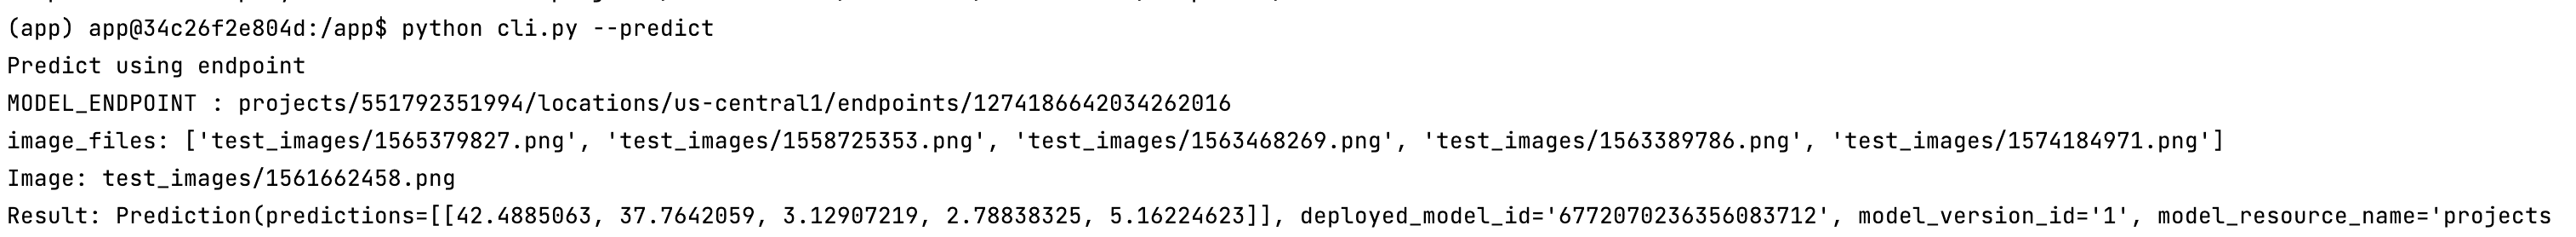 (app) app@34c26f2e804d:/app$ python cli.py --predict
Predict using endpoint
MODEL_ENDPOINT : projects/551792351994/locations/us-central1/endpoints/1274186642034262016
image_files: ['test_images/1565379827.png', 'test_images/1558725353.png', 'test_images/1563468269.png', 'test_images/1563389786.png', 'test_images/1574184971.png']
Image: test_images/1561662458.png
Result: Prediction(predictions=[[42.4885063, 37.7642059, 3.12907219, 2.78838325, 5.16224623]], deployed_model_id='6772070236356083712', model_version_id='1', model_resource_name='projects